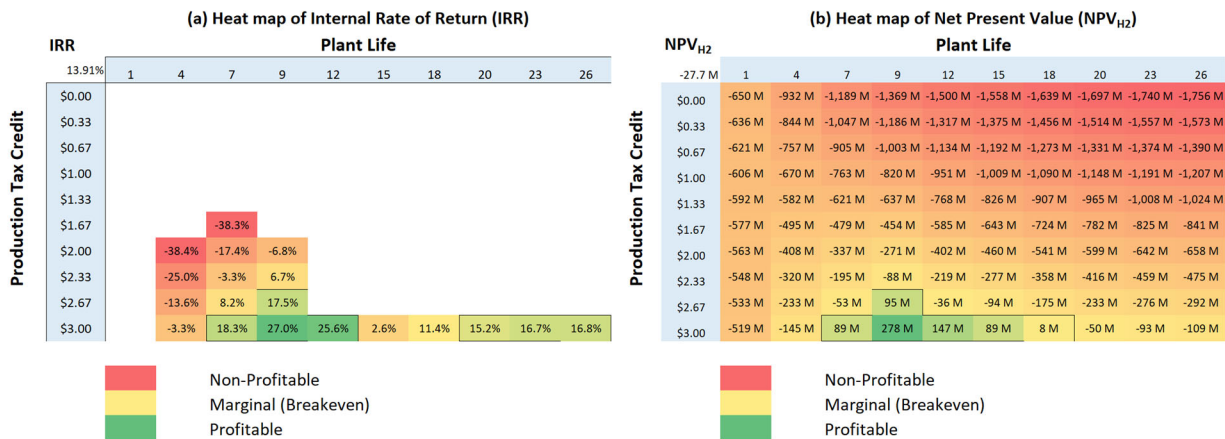 (a) Heat map of Internal Rate of Return (IRR)
IRR Plant Life
13.91% 1 4 7 9 12 15 18 20 23 26
Production Tax Credit
$0.00
$0.33
$0.67
$1.00
$1.33
$1.67 -38.3%
$2.00 -38.4% -17.4% -6.8%
$2.33 -25.0% -3.3% 6.7%
$2.67 -13.6% 8.2% 17.5%
$3.00 -3.3% 18.3% 27.0% 25.6% 2.6% 11.4% 15.2% 16.7% 16.8%
Non-Profitable
Marginal (Breakeven)
Profitable
(b) Heat map of Net Present Value (NPVH2)
NPVH2 Plant Life
-27.7 M 1 4 7 9 12 15 18 20 23 26
Production Tax Credit
$0.00 -650 M -932 M -1,189 M -1,369 M -1,500 M -1,558 M -1,639 M -1,697 M -1,740 M -1,756 M
$0.33 -636 M -844 M -1,047 M -1,186 M -1,317 M -1,375 M -1,456 M -1,514 M -1,557 M -1,573 M
$0.67 -621 M -757 M -905 M -1,003 M -1,134 M -1,192 M -1,273 M -1,331 M -1,374 M -1,390 M
$1.00 -606 M -670 M -763 M -820 M -951 M -1,009 M -1,090 M -1,148 M -1,191 M -1,207 M
$1.33 -592 M -582 M -621 M -637 M -768 M -826 M -907 M -965 M -1,008 M -1,024 M
$1.67 -577 M -495 M -479 M -454 M -585 M -643 M -724 M -782 M -825 M -841 M
$2.00 -563 M -408 M -337 M -271 M -402 M -460 M -541 M -599 M -642 M -658 M
$2.33 -548 M -320 M -195 M -88 M -219 M -277 M -358 M -416 M -459 M -475 M
$2.67 -533 M -233 M -53 M 95 M -36 M -94 M -175 M -233 M -276 M -292 M
$3.00 -519 M -145 M 89 M 278 M 147 M 89 M 8 M -50 M -93 M -109 M
Non-Profitable
Marginal (Breakeven)
Profitable